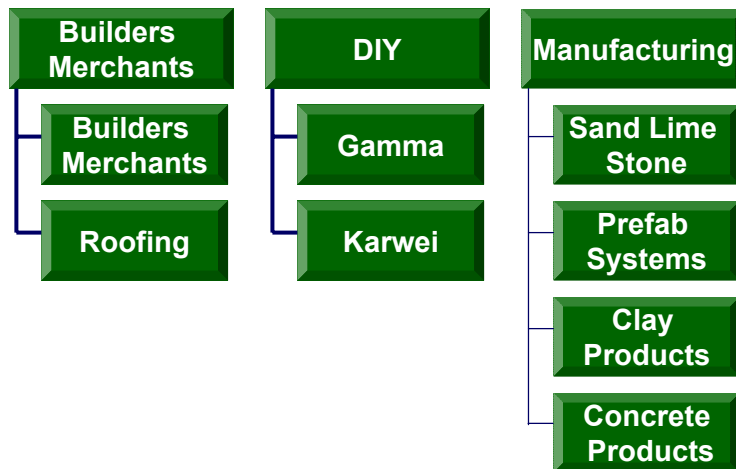 Builders
Merchants
Builders
Merchants
Roofing
DIY
Gamma
Karwei
Manufacturing
Sand Lime
Stone
Prefab
Systems
Clay
Products
Concrete
Products